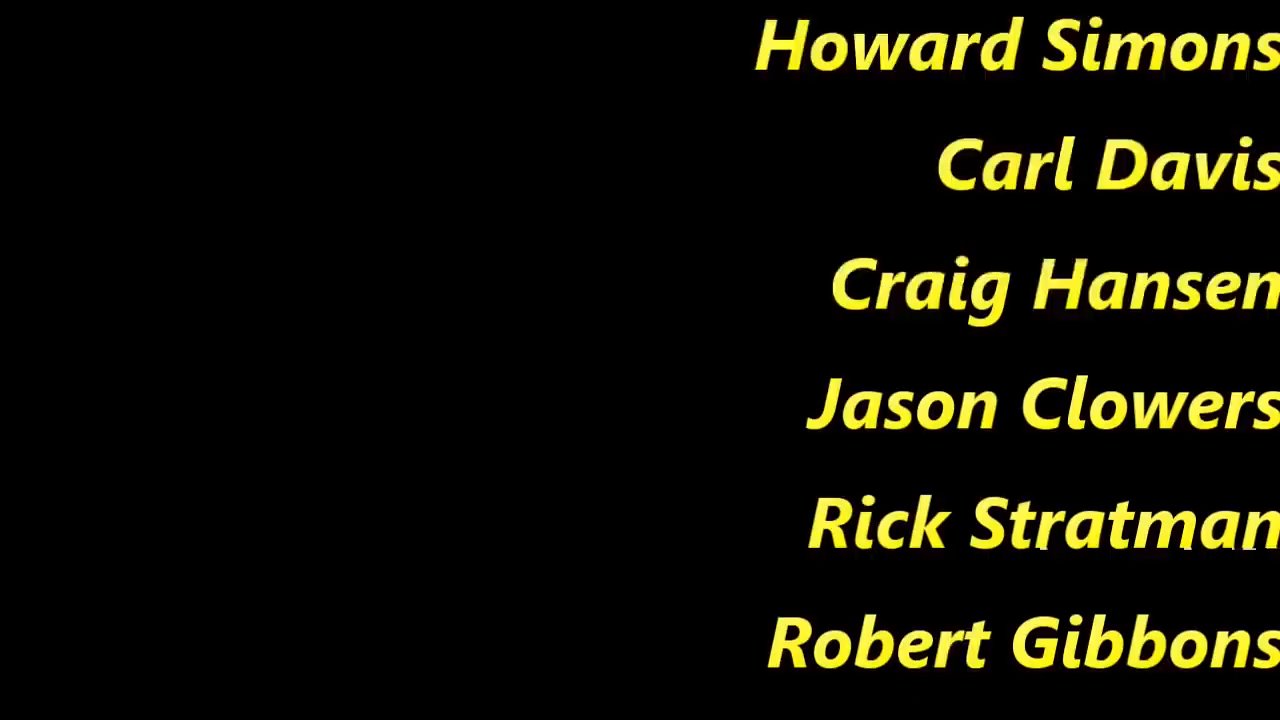 Howard Simons
Carl Davis
Craig Hansen
Jason Clowers
Rick Stratman
Robert Gibbons